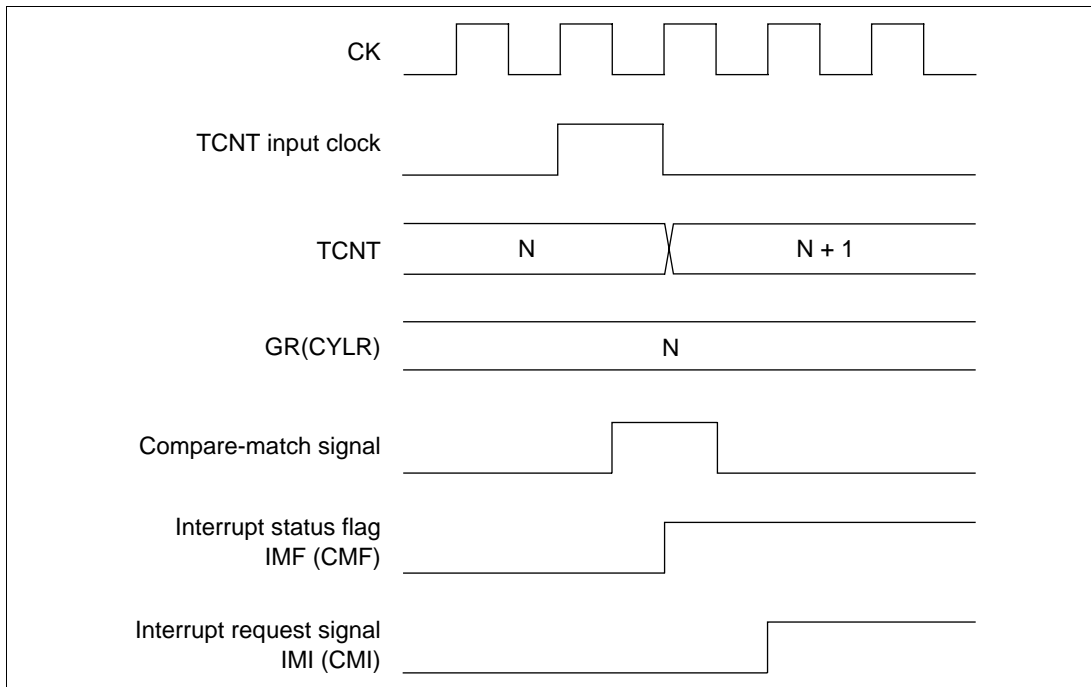 CK
TCNT input clock
TCNT
N
N + 1
GR(CYLR)
N
Compare-match signal
Interrupt status flag
IMF (CMF)
Interrupt request signal
IMI (CMI)